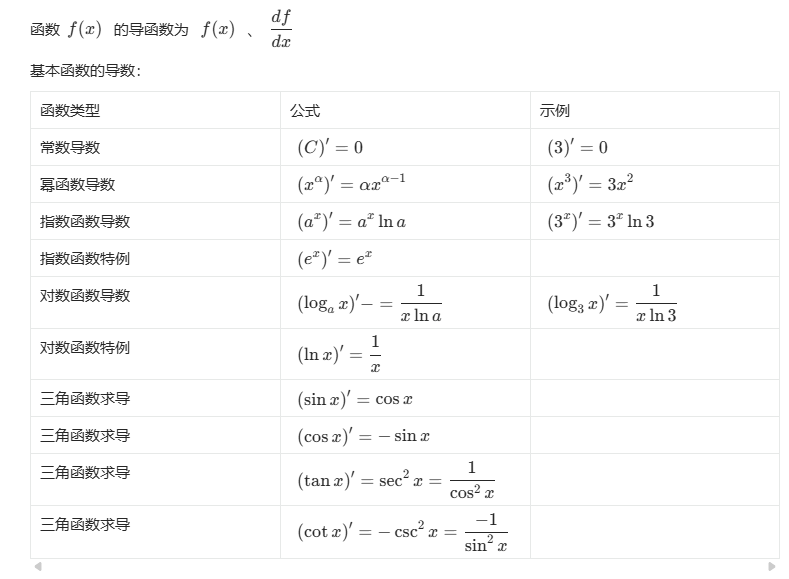 函数 f(x) 的导函数为 f(x) 、 df/dx
基本函数的导数：
函数类型 公式 示例
常数导数 (C)′ = 0 (3)′ = 0
幂函数导数 (x^α)′ = αx^(α−1) (x^3)′ = 3x^2
指数函数导数 (a^x)′ = a^x ln a (3^x)′ = 3^x ln 3
指数函数特例 (e^x)′ = e^x
对数函数导数 (log_a x)′− = 1/(x ln a) (log_3 x)′ = 1/(x ln 3)
对数函数特例 (ln x)′ = 1/x
三角函数求导 (sin x)′ = cos x
三角函数求导 (cos x)′ = − sin x
三角函数求导 (tan x)′ = sec^2 x = 1/(cos^2 x)
三角函数求导 (cot x)′ = − csc^2 x = −1/(sin^2 x)